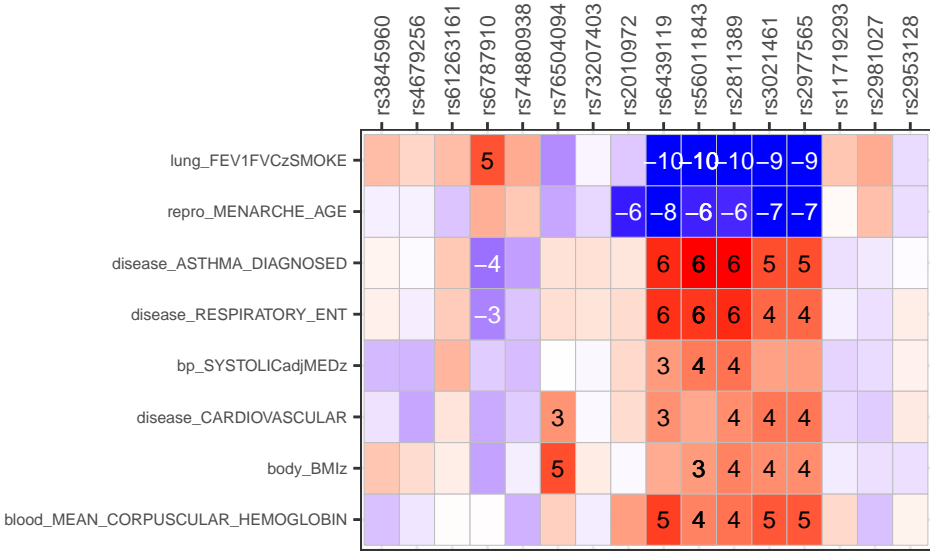 rs3845960 rs4679256 rs61263161 rs6787910 rs74880938 rs76504094 rs73207403 rs20110972 rs6439119 rs56011843 rs2811389 rs3021461 rs2977565 rs11719293 rs2981027 rs2953128
lung_FEV1FVCzSMOKE 5 −10 −10 −10 −9 −9
repro_MENARCHE_AGE −6 −8 −6 −6 −7 −7
disease_ASTHMA_DIAGNOSED −4 6 6 6 5 5
disease_RESPIRATORY_ENT −3 6 6 6 4 4
bp_SYSTOLICadjMEDz 3 4 4
disease_CARDIOVASCULAR 3 3 4 4 4
body_BMIz 5 3 4 4 4
blood_MEAN_CORPUSCULAR_HEMOGLOBIN 5 4 4 5 5